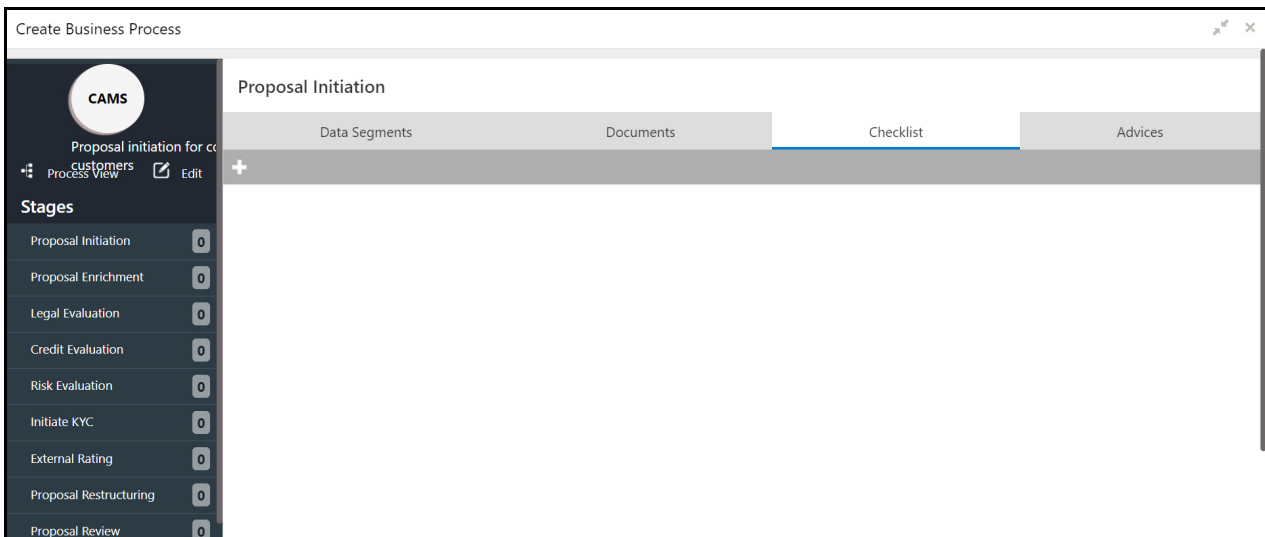 Create Business Process
CAMS
Proposal initiation for co
customers
Process View
Edit
Stages
Proposal Initiation 0
Proposal Enrichment 0
Legal Evaluation 0
Credit Evaluation 0
Risk Evaluation 0
Initiate KYC 0
External Rating 0
Proposal Restructuring 0
Proposal Review 0
Proposal Initiation
Data Segments Documents Checklist Advices